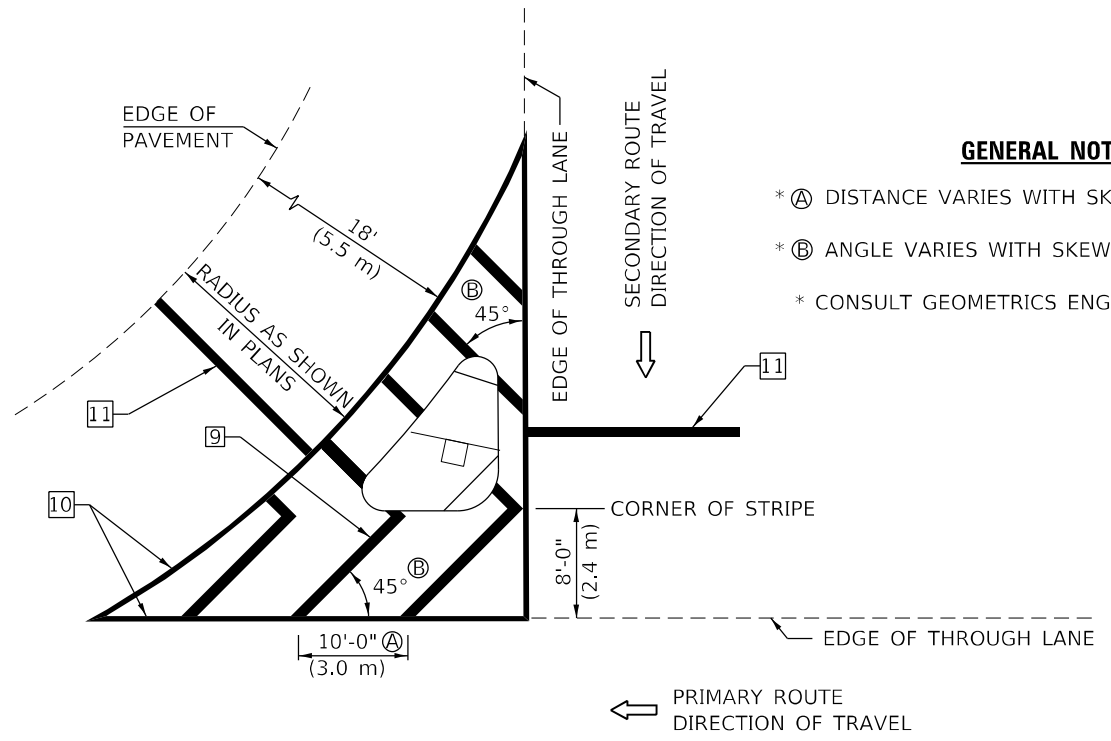 EDGE OF
PAVEMENT
18'
(5.5 m)
RADIUS AS SHOWN
IN PLANS
EDGE OF THROUGH LANE
SECONDARY ROUTE
DIRECTION OF TRAVEL
GENERAL NOT
* Ⓐ DISTANCE VARIES WITH SK
* Ⓑ ANGLE VARIES WITH SKEW
* CONSULT GEOMETRICS ENG
Ⓑ
45°
11
11
9
10
CORNER OF STRIPE
8'-0"
(2.4 m)
45° Ⓑ
10'-0" Ⓐ
(3.0 m)
EDGE OF THROUGH LANE
PRIMARY ROUTE
DIRECTION OF TRAVEL